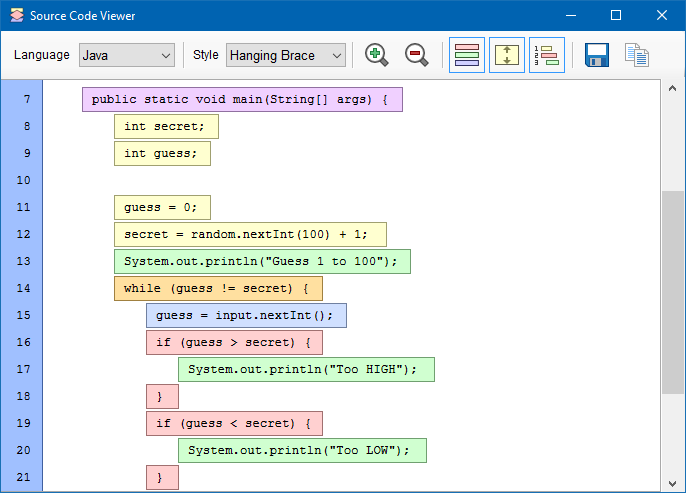 Source Code Viewer
Language Java Style Hanging Brace
7 public static void main(String[] args) {
8 int secret;
9 int guess;
10
11 guess = 0;
12 secret = random.nextInt(100) + 1;
13 System.out.println("Guess 1 to 100");
14 while (guess != secret) {
15 guess = input.nextInt();
16 if (guess > secret) {
17 System.out.println("Too HIGH");
18 }
19 if (guess < secret) {
20 System.out.println("Too LOW");
21 }